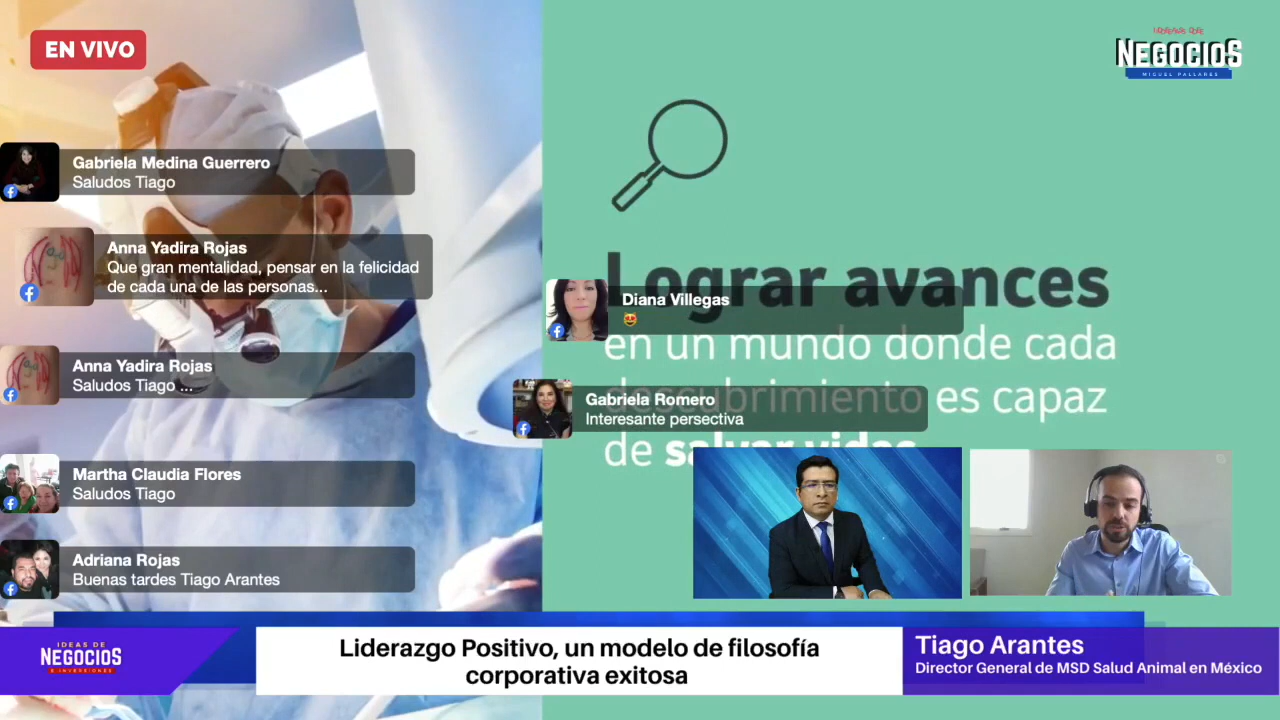 EN VIVO
NEGOCIOS
MIGUEL PALLARES
Gabriela Medina Guerrero
Saludos Tiago
Anna Yadira Rojas
Que gran mentalidad, pensar en la felicidad
de cada una de las personas...
Anna Yadira Rojas
Saludos Tiago ...
Martha Claudia Flores
Saludos Tiago
Adriana Rojas
Buenas tardes Tiago Arantes
Lograr avances
Diana Villegas
😍
en un mundo donde cada
descubrimiento es capaz
Gabriela Romero
Interesante persectiva
de salvar vidas
IDEAS DE
NEGOCIOS
E INVERSIONES
Liderazgo Positivo, un modelo de filosofía
corporativa exitosa
Tiago Arantes
Director General de MSD Salud Animal en México